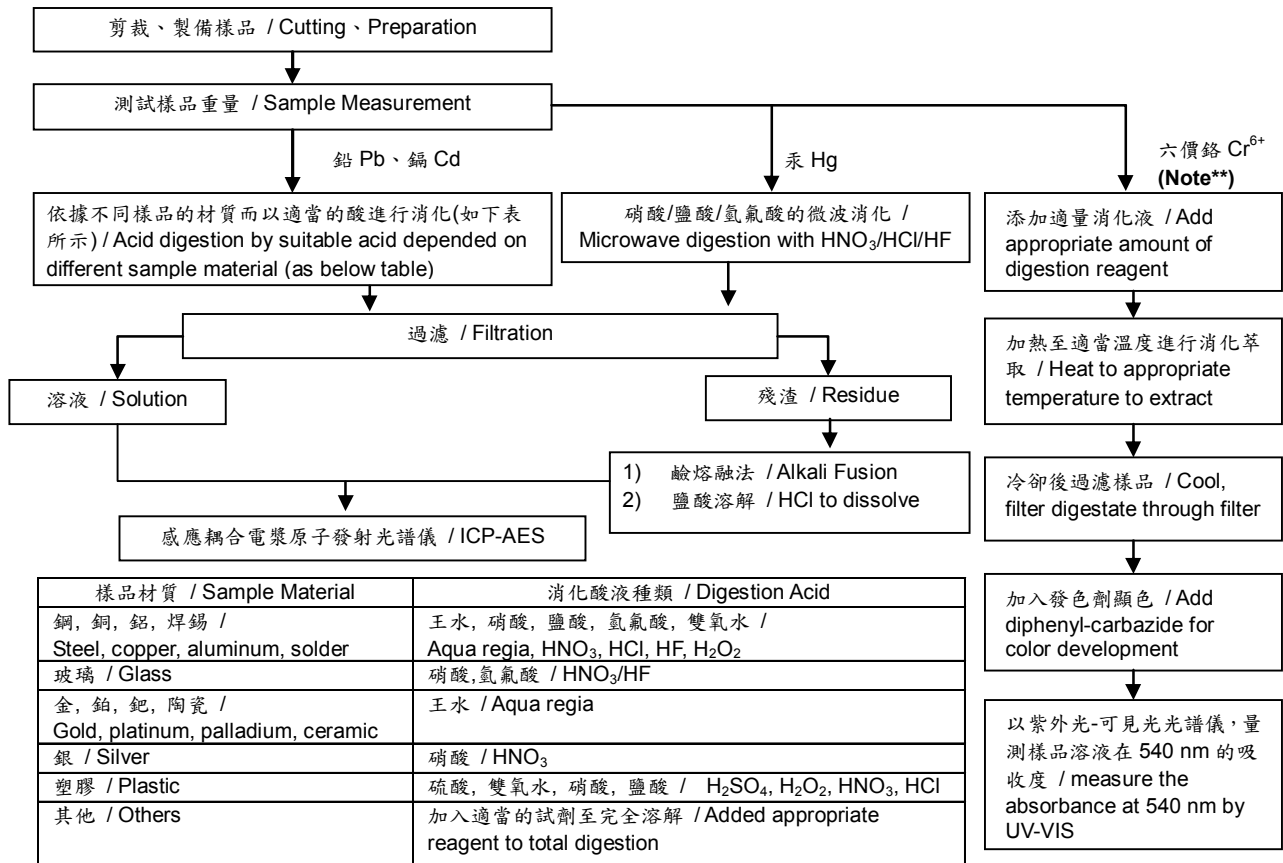 剪裁、製備樣品 / Cutting、Preparation
測試樣品重量 / Sample Measurement
鉛 Pb、鎘 Cd
汞 Hg
六價鉻 Cr6+
(Note**)
依據不同樣品的材質而以適當的酸進行消化(如下表
所示) / Acid digestion by suitable acid depended on
different sample material (as below table)
硝酸/鹽酸/氫氟酸的微波消化 /
Microwave digestion with HNO3/HCl/HF
添加適量消化液 / Add
appropriate amount of
digestion reagent
過濾 / Filtration
溶液 / Solution
殘渣 / Residue
加熱至適當溫度進行消化萃
取 / Heat to appropriate
temperature to extract
1) 鹼熔融法 / Alkali Fusion
2) 鹽酸溶解 / HCl to dissolve
冷卻後過濾樣品 / Cool,
filter digestate through filter
感應耦合電漿原子發射光譜儀 / ICP-AES
加入發色劑顯色 / Add
diphenyl-carbazide for
color development
以紫外光-可見光光譜儀，量
測樣品溶液在 540 nm 的吸
收度 / measure the
absorbance at 540 nm by
UV-VIS
樣品材質 / Sample Material
消化酸液種類 / Digestion Acid
鋼, 銅, 鋁, 焊錫 /
Steel, copper, aluminum, solder
王水, 硝酸, 鹽酸, 氫氟酸, 雙氧水 /
Aqua regia, HNO3, HCl, HF, H2O2
玻璃 / Glass
硝酸,氫氟酸 / HNO3/HF
金, 鉑, 鈀, 陶瓷 /
Gold, platinum, palladium, ceramic
王水 / Aqua regia
銀 / Silver
硝酸 / HNO3
塑膠 / Plastic
硫酸, 雙氧水, 硝酸, 鹽酸 / H2SO4, H2O2, HNO3, HCl
其他 / Others
加入適當的試劑至完全溶解 / Added appropriate
reagent to total digestion